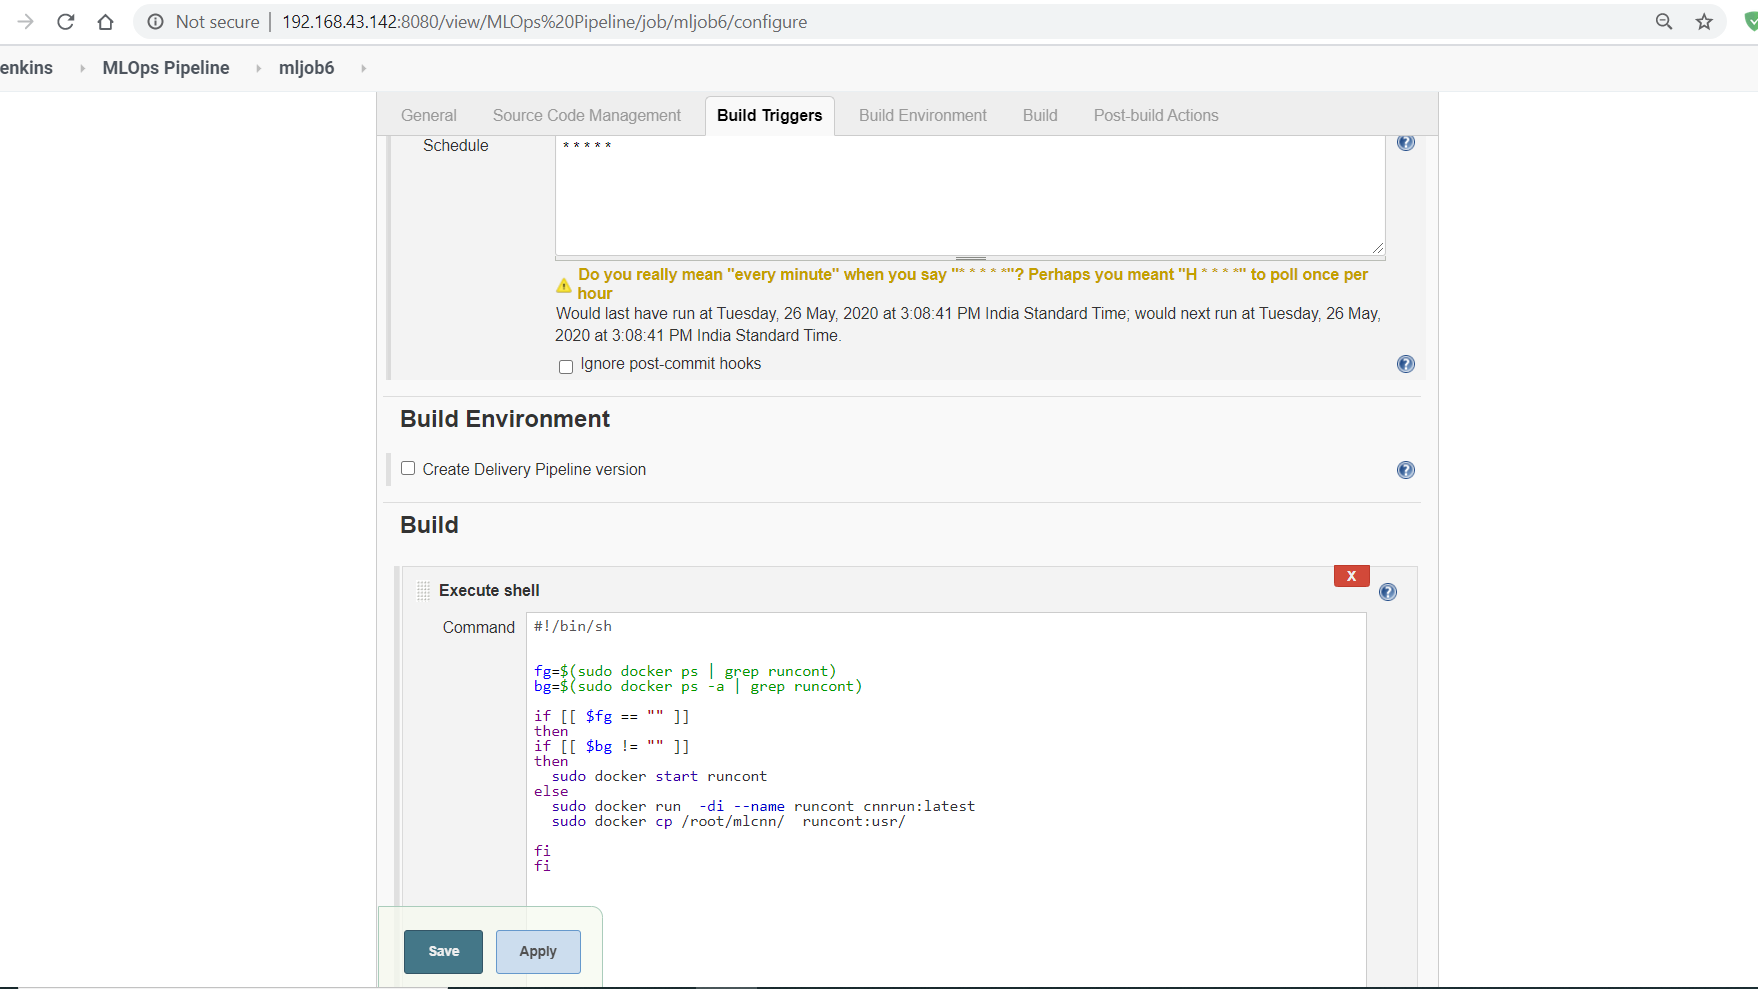 Not secure | 192.168.43.142:8080/view/MLOps%20Pipeline/job/mljob6/configure
enkins MLOps Pipeline mljob6
General Source Code Management Build Triggers Build Environment Build Post-build Actions
Schedule * * * * *
Do you really mean "every minute" when you say "* * * * *"? Perhaps you meant "H * * * *" to poll once per
hour
Would last have run at Tuesday, 26 May, 2020 at 3:08:41 PM India Standard Time; would next run at Tuesday, 26 May,
2020 at 3:08:41 PM India Standard Time.
Ignore post-commit hooks
Build Environment
Create Delivery Pipeline version
Build
X
Execute shell
Command #!/bin/sh
fg=$(sudo docker ps | grep runcont)
bg=$(sudo docker ps -a | grep runcont)
if [[ $fg == "" ]]
then
if [[ $bg != "" ]]
then
sudo docker start runcont
else
sudo docker run  -di --name runcont cnnrun:latest
sudo docker cp /root/mlcnn/  runcont:usr/
fi
fi
Save Apply